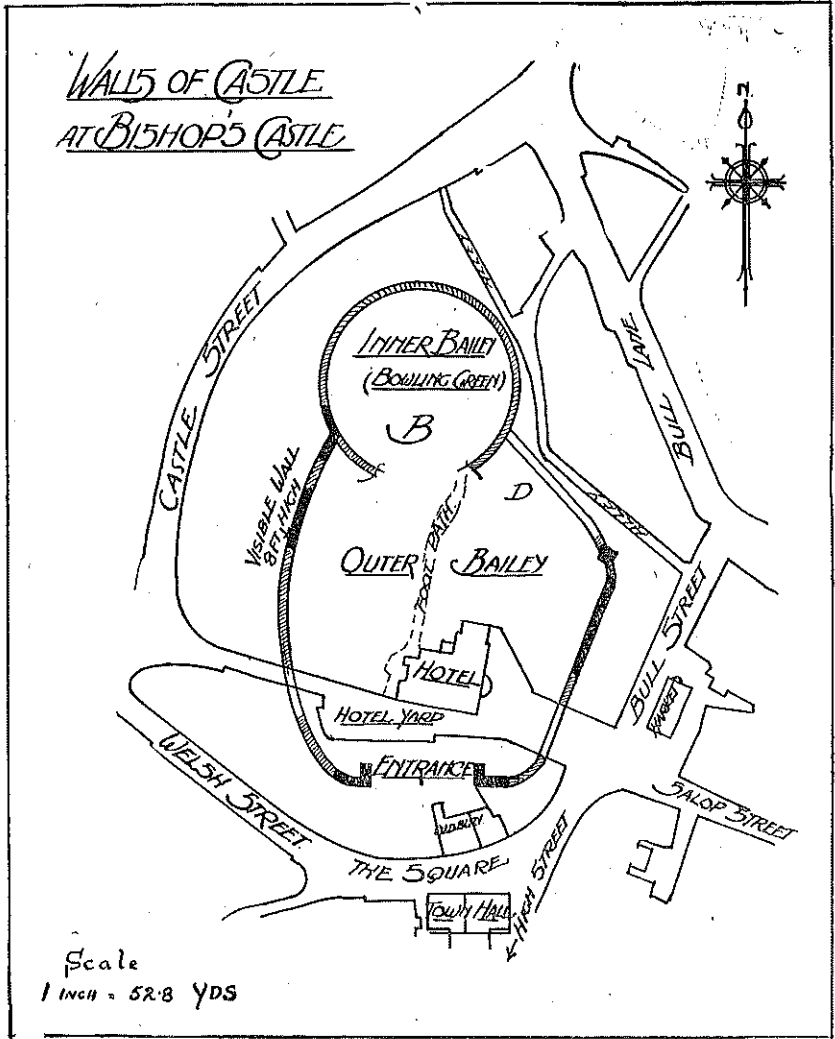 WALLS OF CASTLE
AT BISHOP'S CASTLE
N
CASTLE STREET
INNER BAILEY
(BOWLING GREEN)
B
BULL LANE
VISIBLE WALL
8FT HIGH
D
OUTER BAILEY
FOOT PATH
HOTEL
BULL STREET
MARKET
HOTEL YARD
ENTRANCE
WELSH STREET
SALOP STREET
THE SQUARE
HIGH STREET
TOWN HALL
Scale
1 INCH = 52.8 YDS